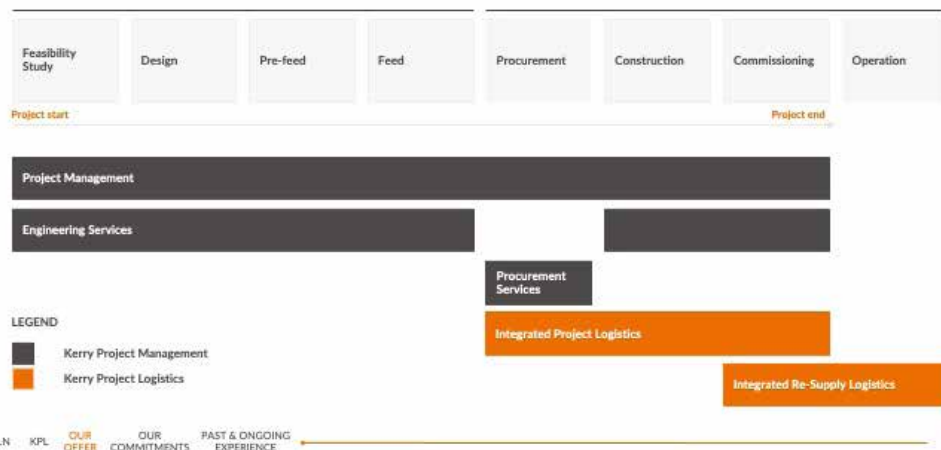 Feasibility
Study
Design
Pre-feed
Feed
Procurement
Construction
Commissioning
Operation
Project start
Project end
Project Management
Engineering Services
Procurement
Services
Integrated Project Logistics
Integrated Re-Supply Logistics
LEGEND
Kerry Project Management
Kerry Project Logistics
LN
KPL
OUR
OFFER
OUR
COMMITMENTS
PAST & ONGOING
EXPERIENCE